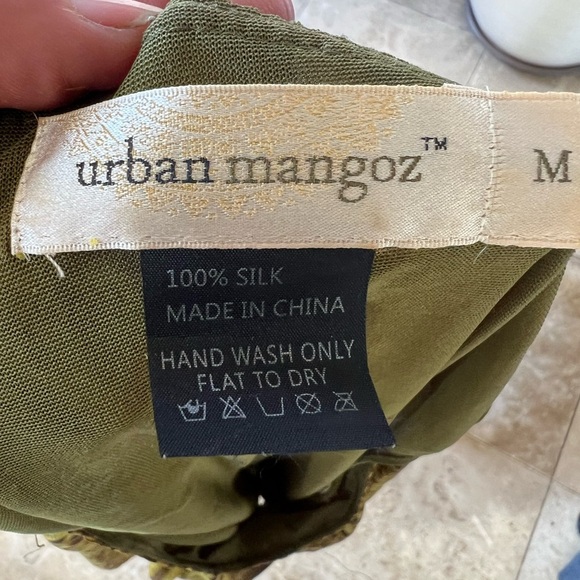 urban mangoz™ M
100% SILK
MADE IN CHINA
HAND WASH ONLY
FLAT TO DRY